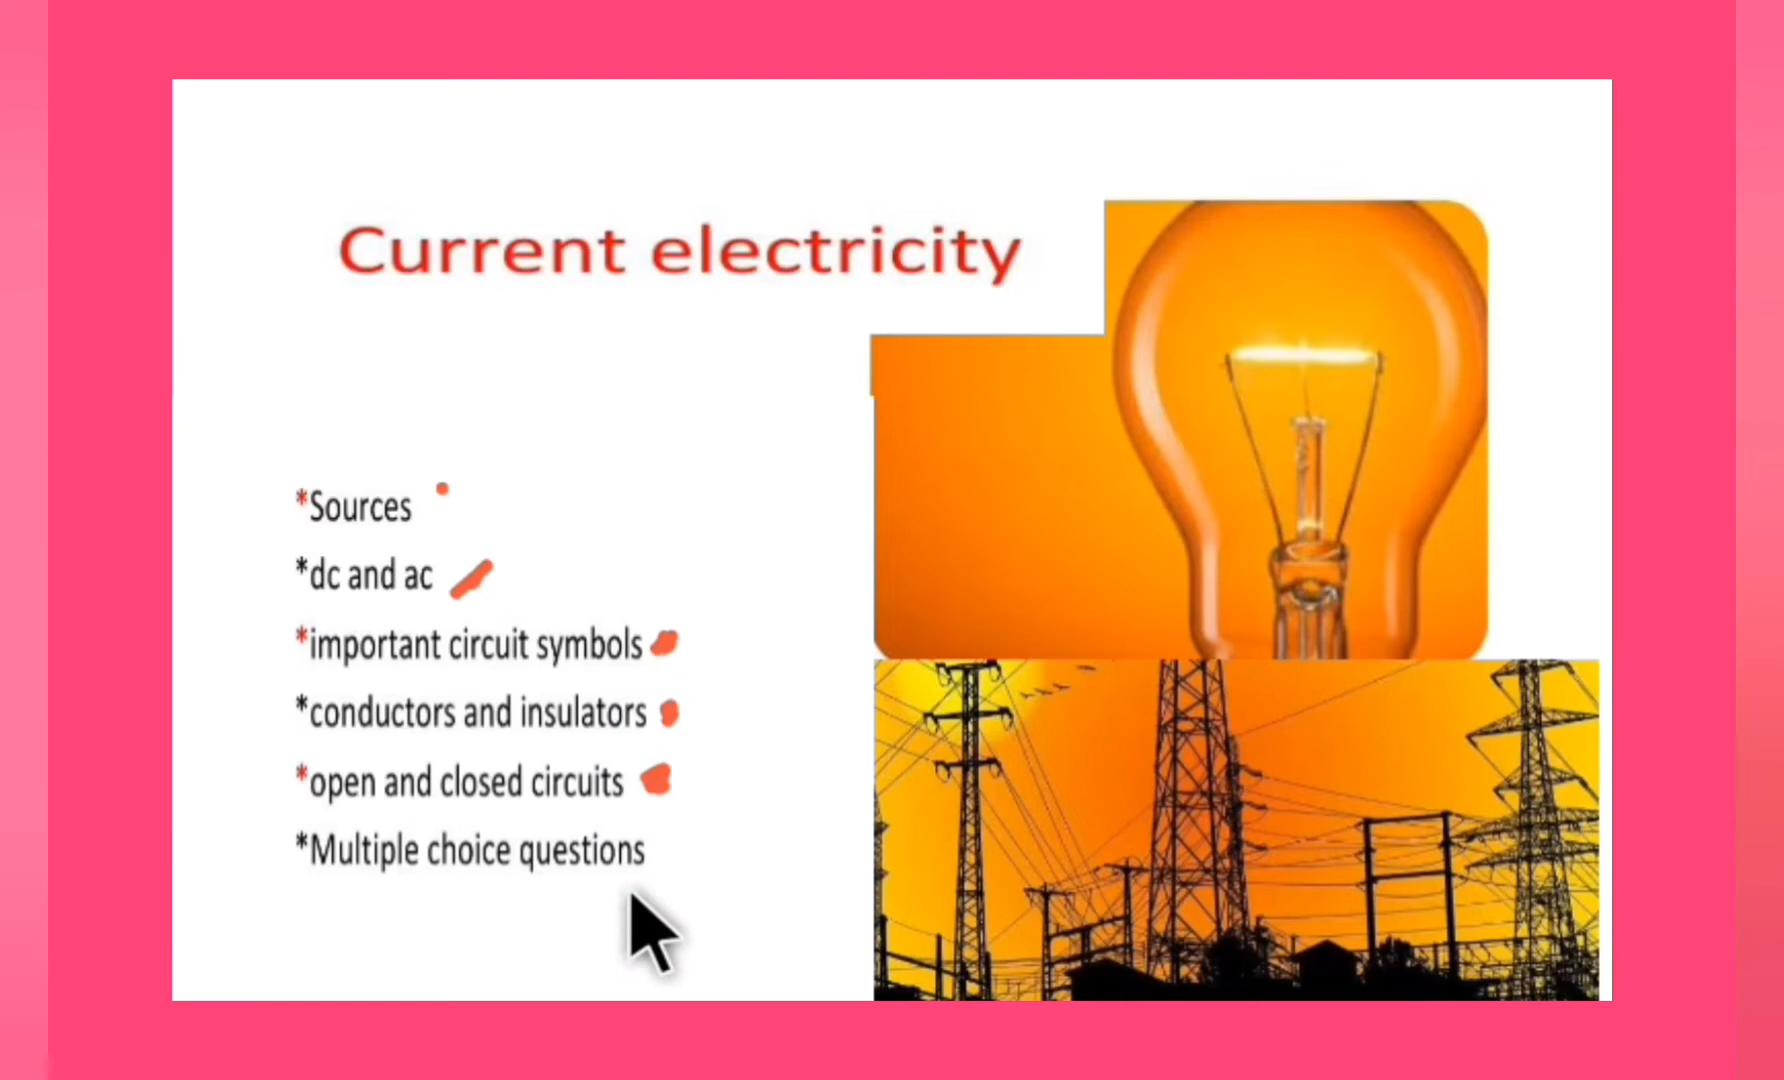 Current electricity
*Sources
*dc and ac
*important circuit symbols
*conductors and insulators
*open and closed circuits
*Multiple choice questions